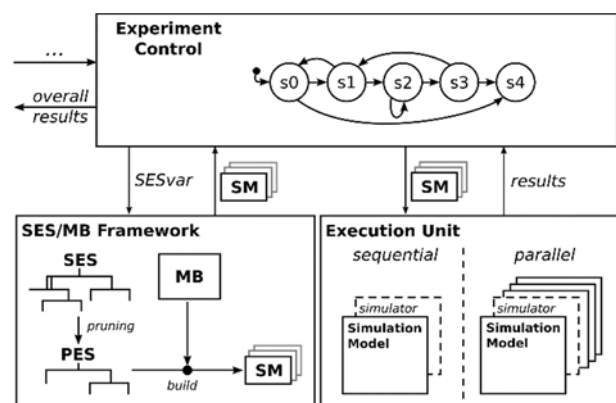 Experiment
Control
...
s0
s1
s2
s3
s4
overall
results
SESvar
SM
SM
results
SES/MB Framework
SES
MB
pruning
PES
build
SM
Execution Unit
sequential
parallel
simulator
Simulation
Model
simulator
Simulation
Model